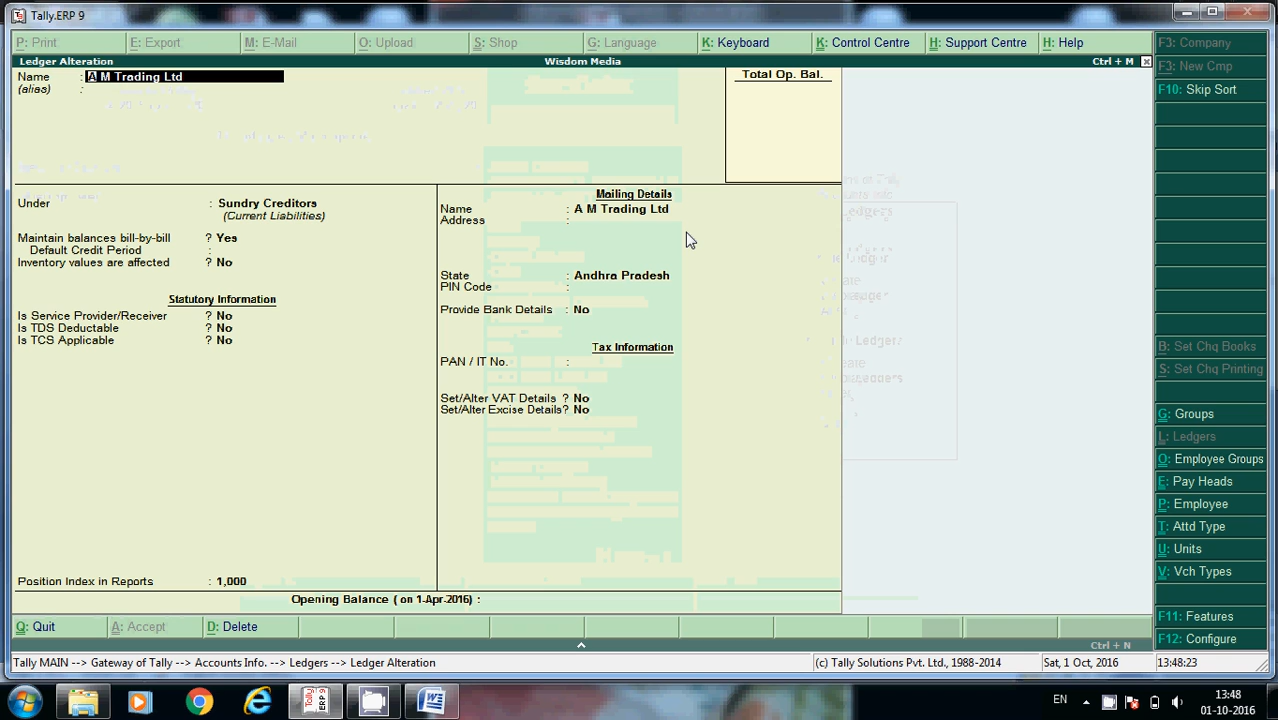 Tally.ERP 9
P: Print E: Export M: E-Mail O: Upload S: Shop G: Language K: Keyboard K: Control Centre H: Support Centre H: Help
Ledger Alteration Wisdom Media Ctrl + M
Name : A M Trading Ltd
(alias) :
Total Op. Bal.
Under : Sundry Creditors
(Current Liabilities)
Maintain balances bill-by-bill ? Yes
Default Credit Period :
Inventory values are affected ? No
Statutory Information
Is Service Provider/Receiver ? No
Is TDS Deductable ? No
Is TCS Applicable ? No
Position Index in Reports : 1,000
Mailing Details
Name : A M Trading Ltd
Address :
State : Andhra Pradesh
PIN Code :
Provide Bank Details : No
Tax Information
PAN / IT No. :
Set/Alter VAT Details ? No
Set/Alter Excise Details? No
Opening Balance ( on 1-Apr-2016) :
F3: Company
F3: New Cmp
F10: Skip Sort
B: Set Chq Books
S: Set Chq Printing
G: Groups
L: Ledgers
O: Employee Groups
E: Pay Heads
P: Employee
T: Attd Type
U: Units
V: Vch Types
F11: Features
F12: Configure
Q: Quit A: Accept D: Delete
Ctrl + N
Tally MAIN --> Gateway of Tally --> Accounts Info. --> Ledgers --> Ledger Alteration (c) Tally Solutions Pvt. Ltd., 1988-2014 Sat, 1 Oct, 2016 13:48:23
EN 13:48
01-10-2016